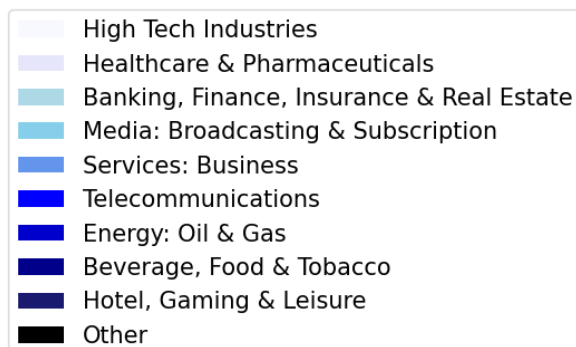 High Tech Industries
Healthcare & Pharmaceuticals
Banking, Finance, Insurance & Real Estate
Media: Broadcasting & Subscription
Services: Business
Telecommunications
Energy: Oil & Gas
Beverage, Food & Tobacco
Hotel, Gaming & Leisure
Other